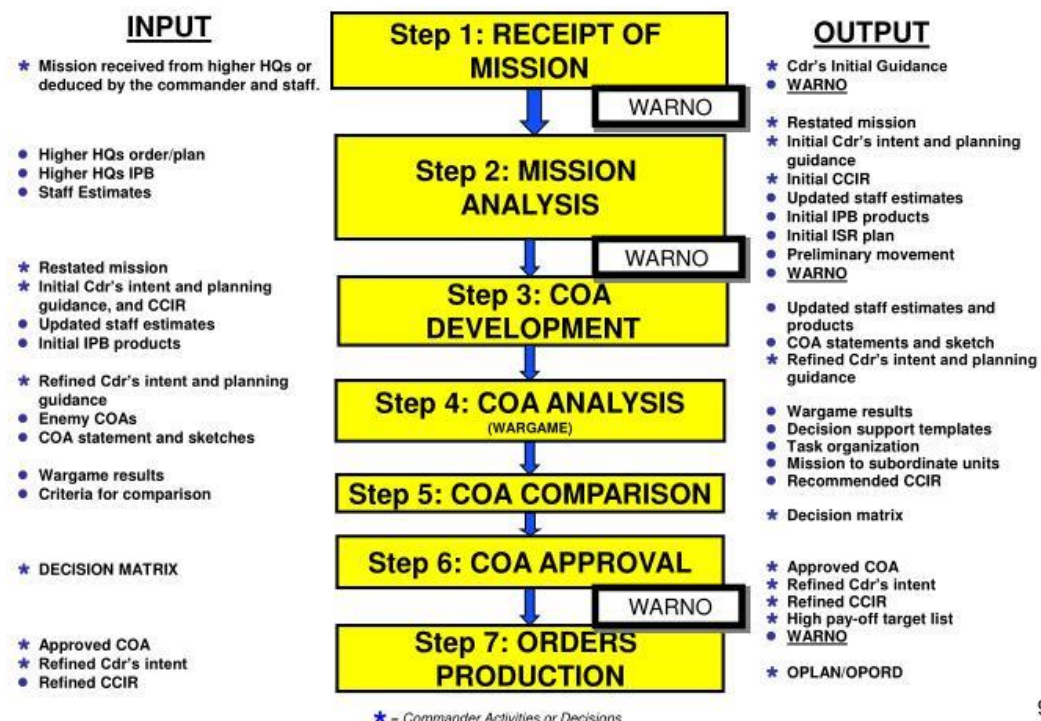 INPUT
* Mission received from higher HQs or
deduced by the commander and staff.
• Higher HQs order/plan
• Higher HQs IPB
• Staff Estimates
* Restated mission
* Initial Cdr's intent and planning
guidance, and CCIR
• Updated staff estimates
• Initial IPB products
* Refined Cdr's intent and planning
guidance
• Enemy COAs
• COA statement and sketches
• Wargame results
• Criteria for comparison
* DECISION MATRIX
* Approved COA
* Refined Cdr's intent
• Refined CCIR
Step 1: RECEIPT OF
MISSION
WARNO
Step 2: MISSION
ANALYSIS
WARNO
Step 3: COA
DEVELOPMENT
Step 4: COA ANALYSIS
(WARGAME)
Step 5: COA COMPARISON
Step 6: COA APPROVAL
WARNO
Step 7: ORDERS
PRODUCTION
* = Commander Activities or Decisions
OUTPUT
* Cdr's Initial Guidance
• WARNO
* Restated mission
* Initial Cdr's intent and planning
guidance
* Initial CCIR
• Updated staff estimates
• Initial IPB products
• Initial ISR plan
• Preliminary movement
• WARNO
• Updated staff estimates and
products
• COA statements and sketch
* Refined Cdr's intent and planning
guidance
• Wargame results
• Decision support templates
• Task organization
• Mission to subordinate units
• Recommended CCIR
* Decision matrix
* Approved COA
* Refined Cdr's intent
* Refined CCIR
* High pay-off target list
• WARNO
* OPLAN/OPORD